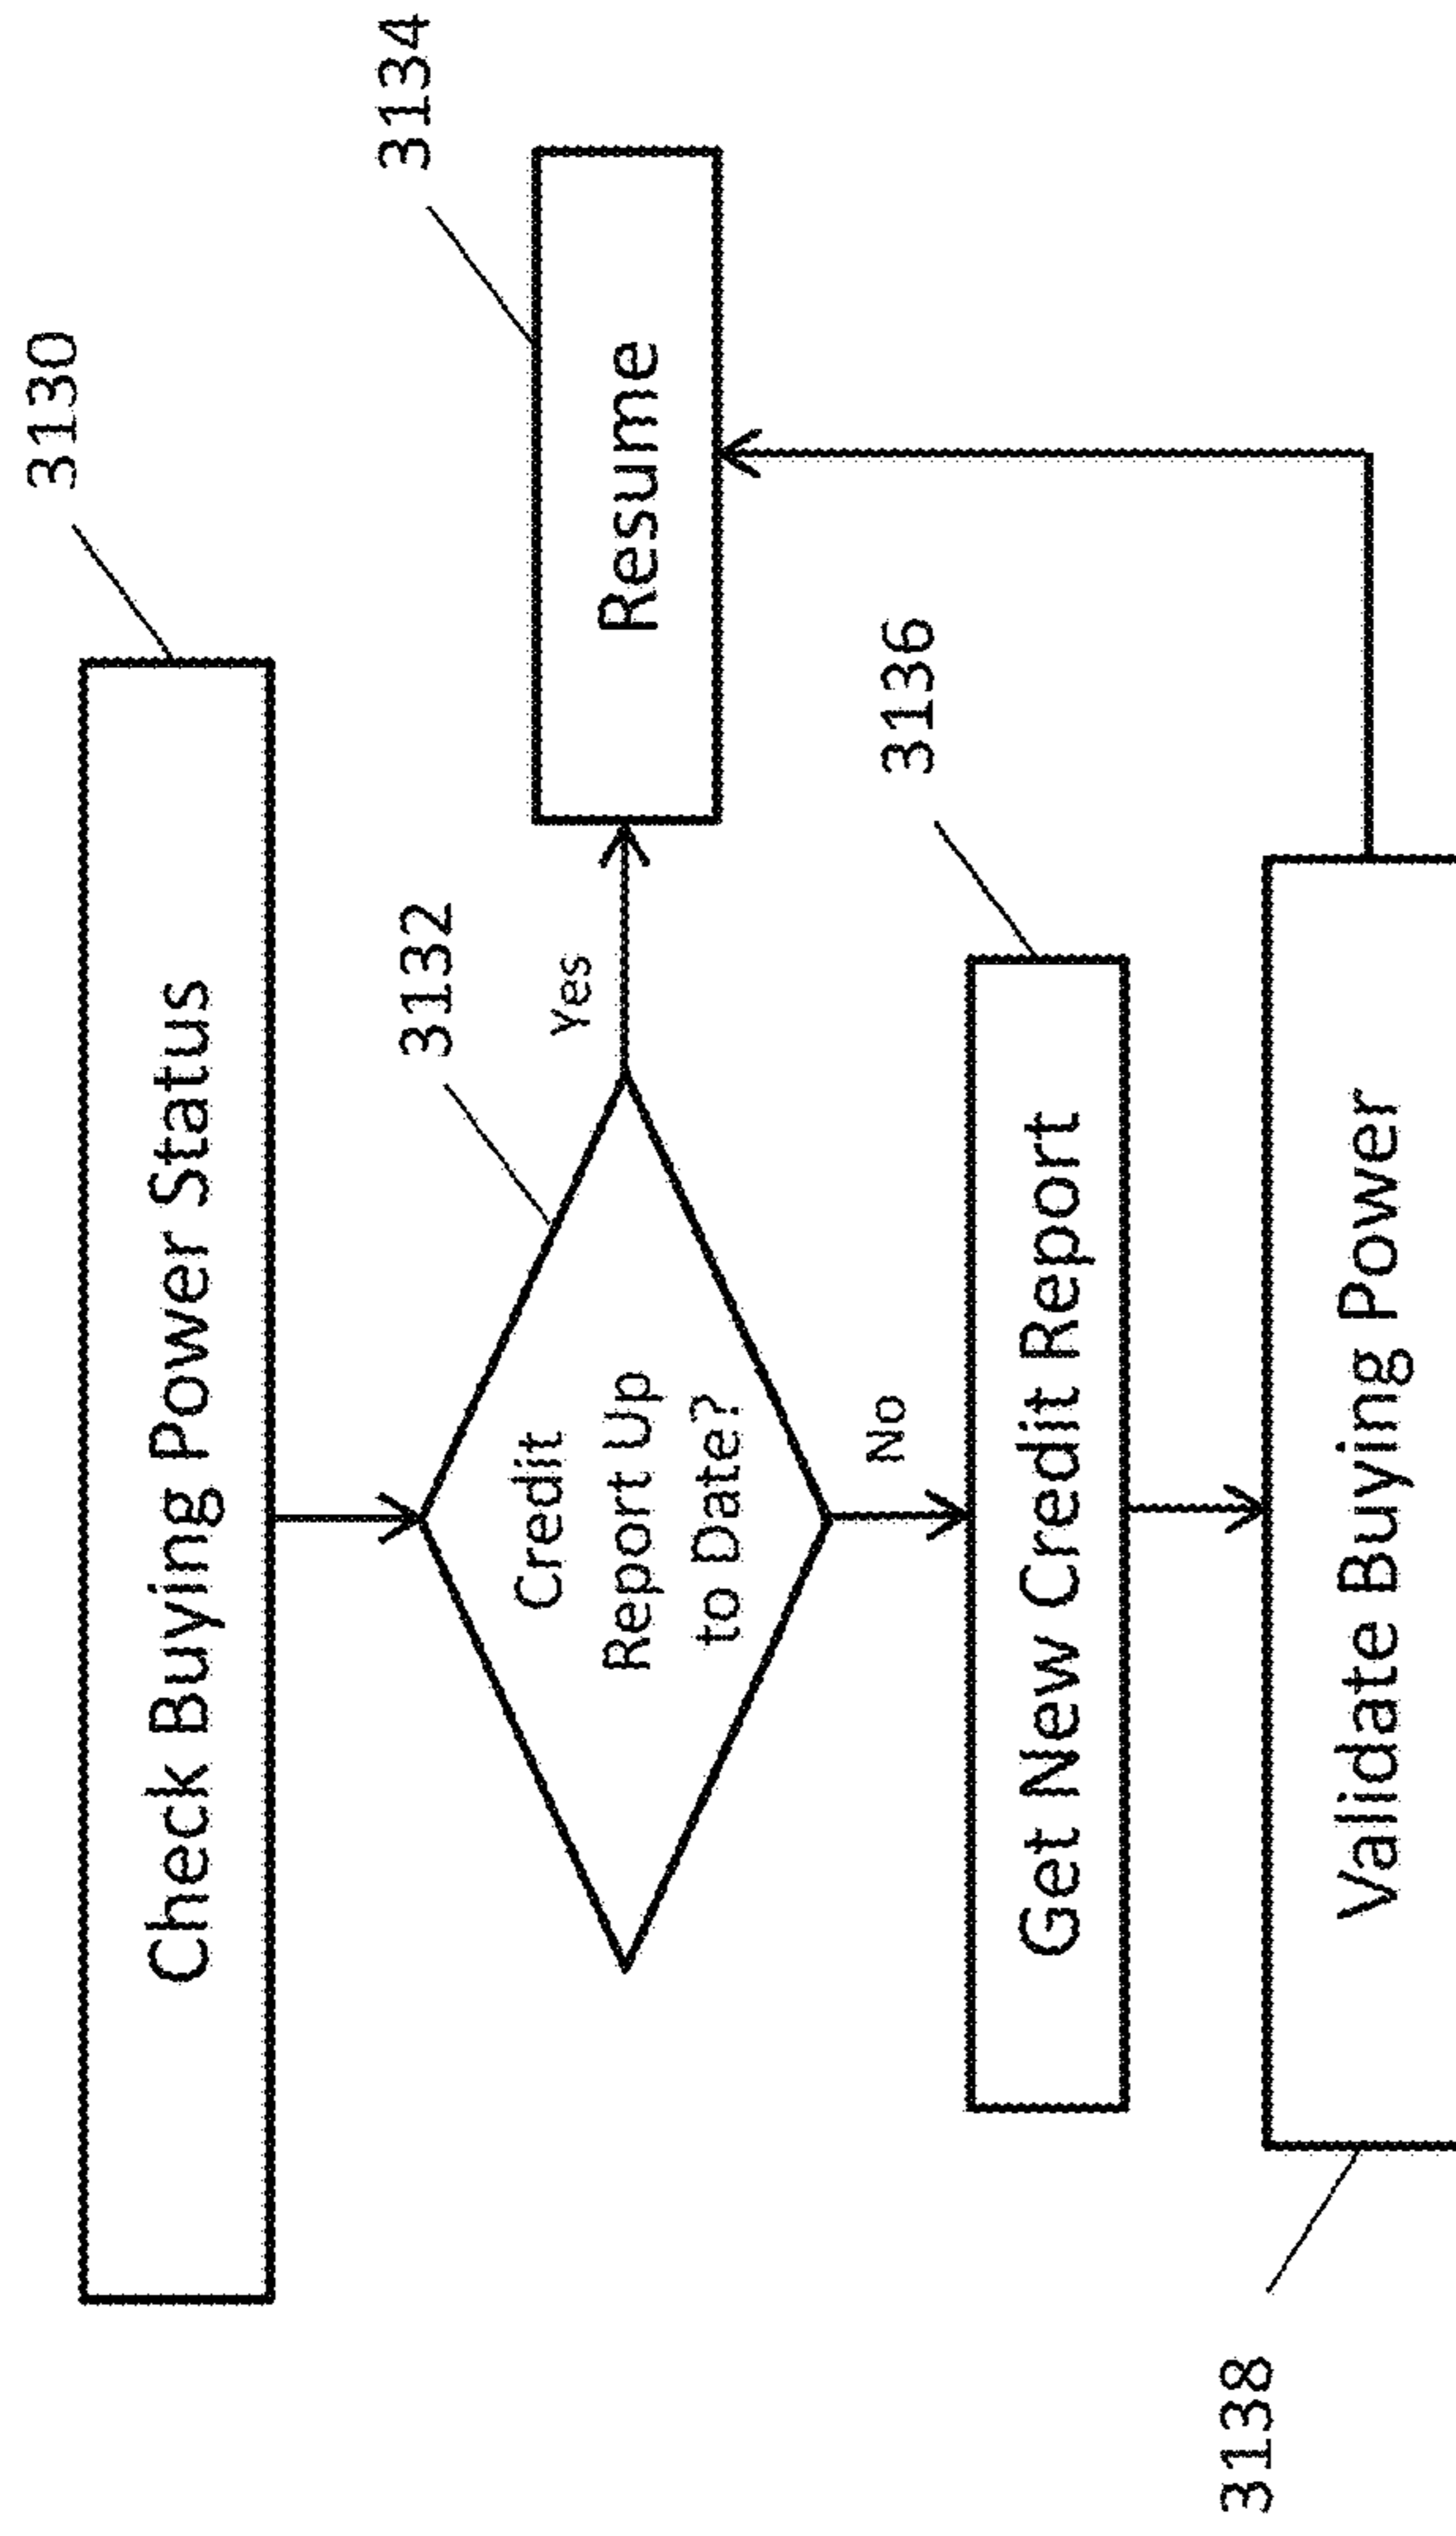 3130
Check Buying Power Status
3132
3134
Credit
Report Up
to Date?
Yes
Resume
No
3136
Get New Credit Report
3138
Validate Buying Power